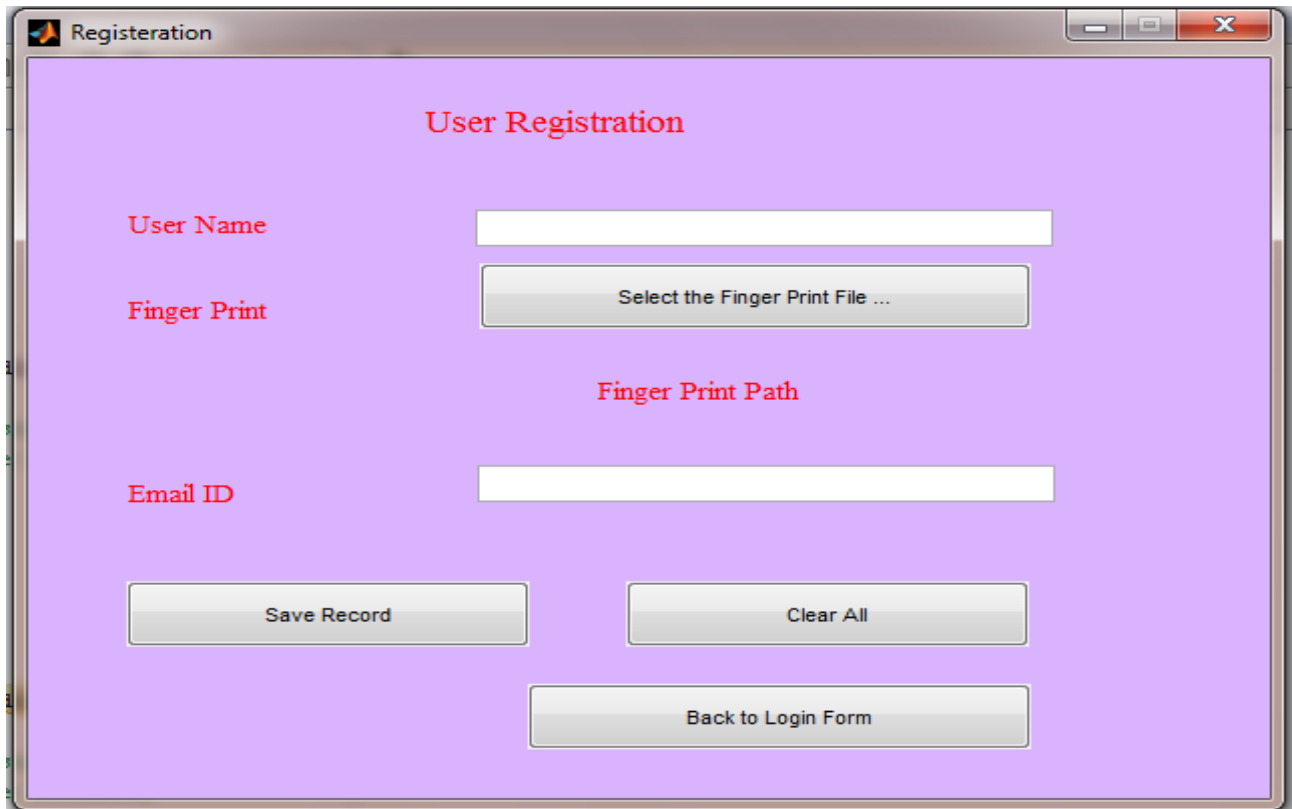 Registeration
User Registration
User Name
Select the Finger Print File ...
Finger Print
Finger Print Path
Email ID
Save Record
Clear All
Back to Login Form